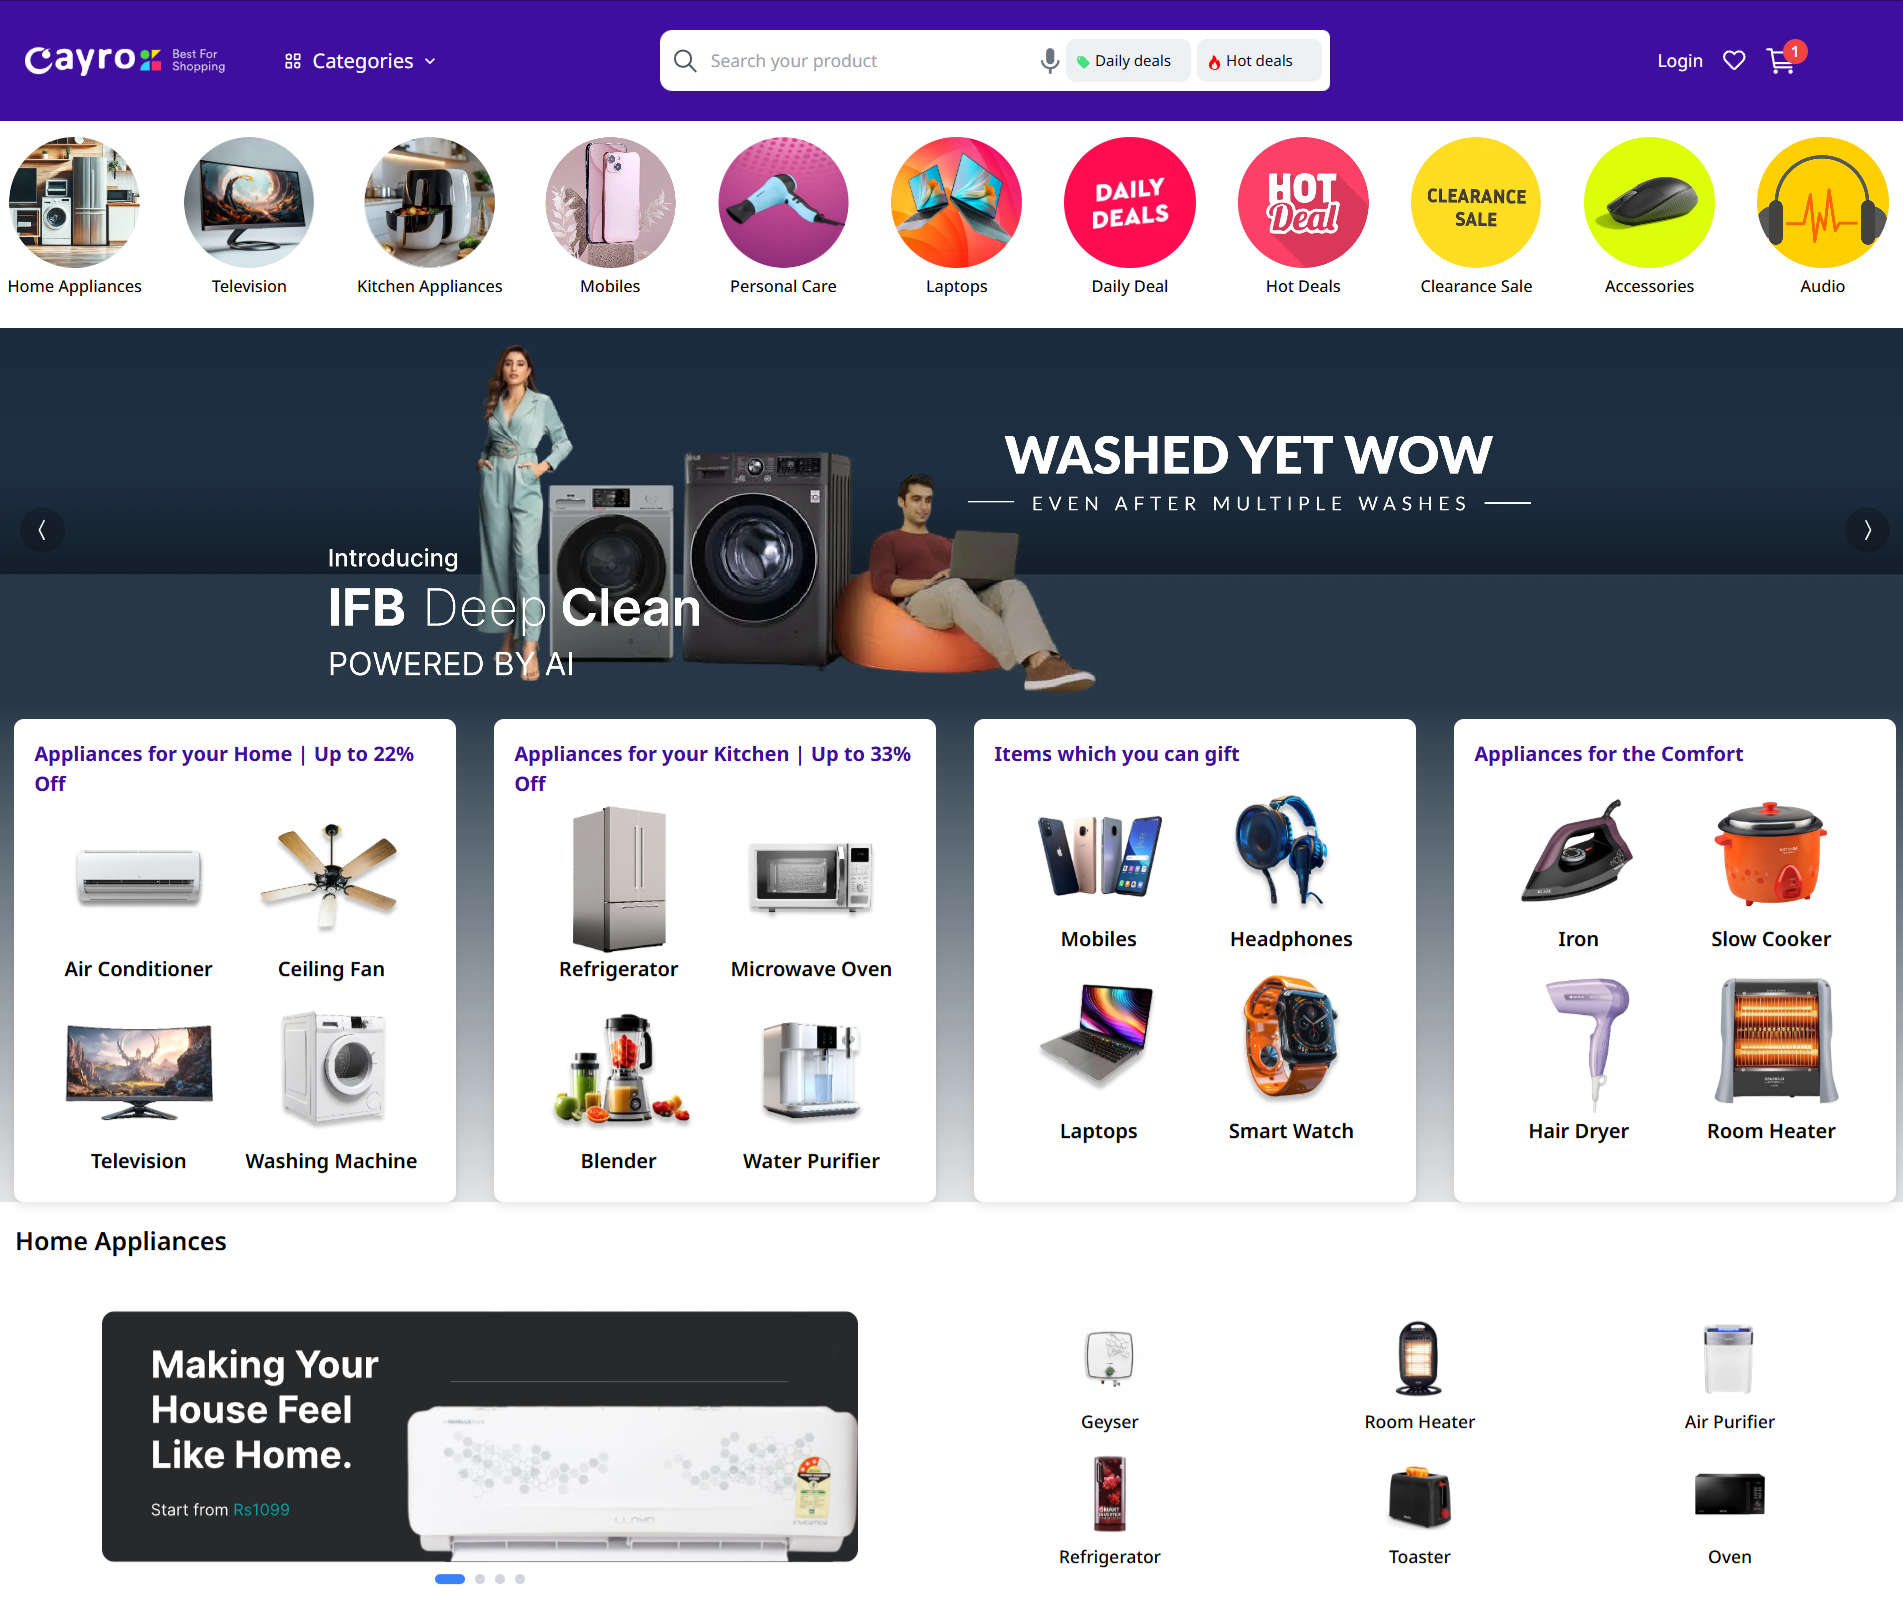 Cayro
Best For
Shopping
Categories
Search your product
Daily deals
Hot deals
Login
1
DAILY
DEALS
HOT
Deal
CLEARANCE
SALE
Home Appliances
Television
Kitchen Appliances
Mobiles
Personal Care
Laptops
Daily Deal
Hot Deals
Clearance Sale
Accessories
Audio
WASHED YET WOW
EVEN AFTER MULTIPLE WASHES
Introducing
IFB Deep Clean
POWERED BY AI
Appliances for your Home | Up to 22%
Off
Air Conditioner
Ceiling Fan
Television
Washing Machine
Appliances for your Kitchen | Up to 33%
Off
Refrigerator
Microwave Oven
Blender
Water Purifier
Items which you can gift
Mobiles
Headphones
Laptops
Smart Watch
Appliances for the Comfort
Iron
Slow Cooker
Hair Dryer
Room Heater
Home Appliances
Making Your
House Feel
Like Home.
Start from Rs1099
LLOYD
Geyser
Room Heater
Air Purifier
Refrigerator
Toaster
Oven